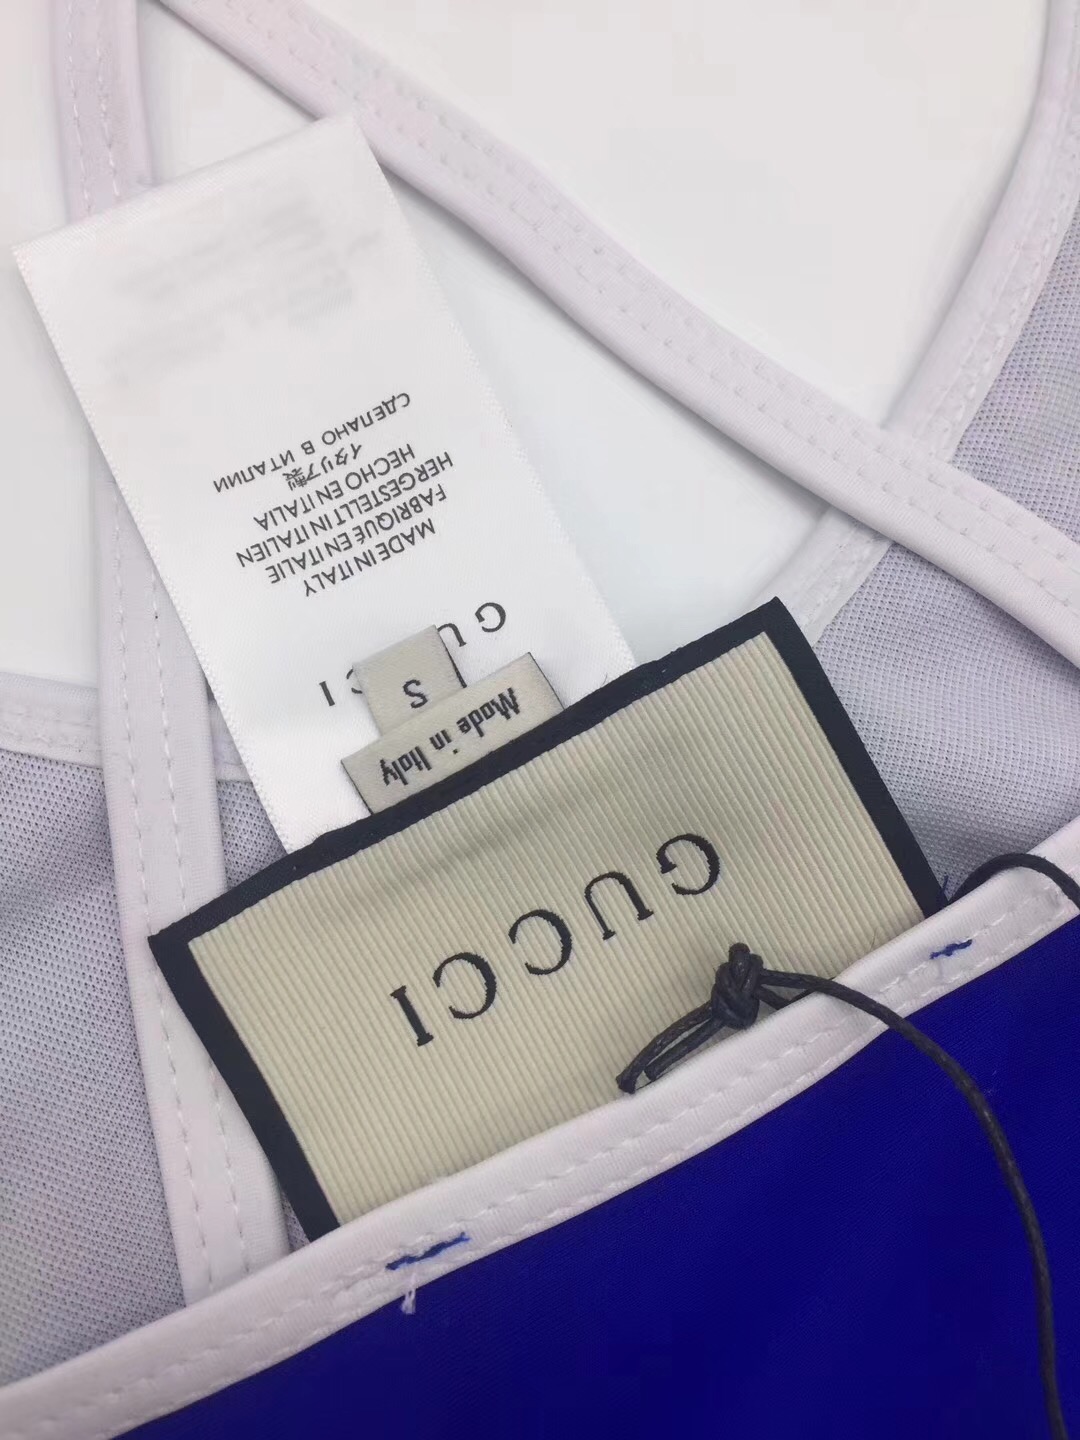 GUCCI
Made in Italy
S
GUCCI
MADE IN ITALY
FABRIQUÉ EN ITALIE
HERGESTELLT IN ITALIEN
HECHO EN ITALIA
イタリア製
СДЕЛАНО В ИТАЛИИ